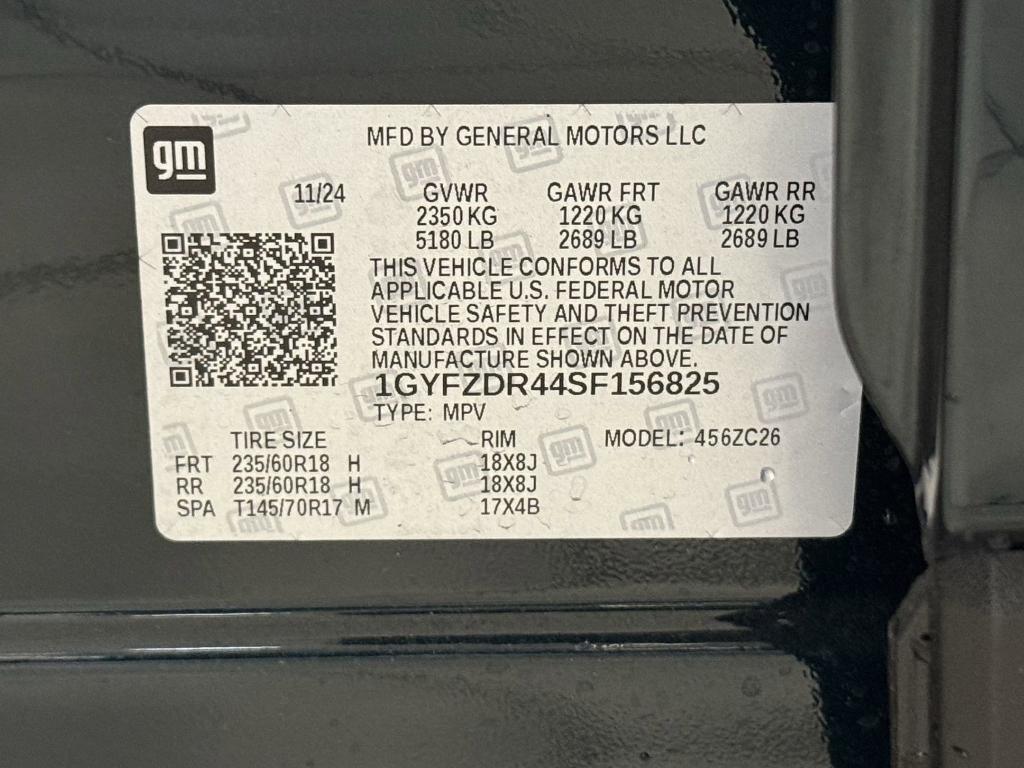 gm
MFD BY GENERAL MOTORS LLC
11/24 GVWR GAWR FRT GAWR RR
2350 KG 1220 KG 1220 KG
5180 LB 2689 LB 2689 LB
THIS VEHICLE CONFORMS TO ALL
APPLICABLE U.S. FEDERAL MOTOR
VEHICLE SAFETY AND THEFT PREVENTION
STANDARDS IN EFFECT ON THE DATE OF
MANUFACTURE SHOWN ABOVE.
1GYFZDR44SF156825
TYPE: MPV
TIRE SIZE RIM MODEL: 456ZC26
FRT 235/60R18 H 18X8J
RR 235/60R18 H 18X8J
SPA T145/70R17 M 17X4B